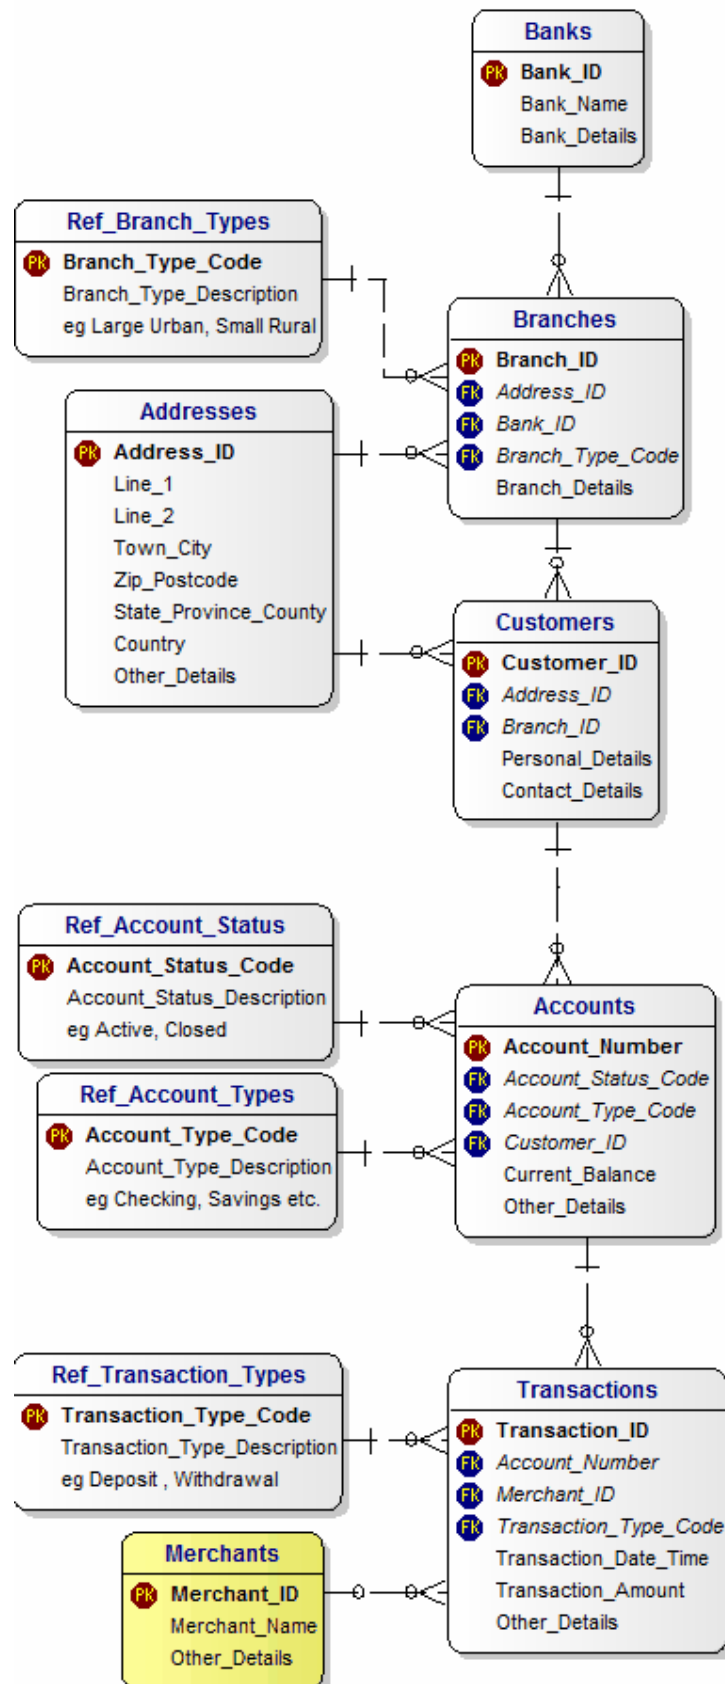 Banks
PK Bank_ID
Bank_Name
Bank_Details
Ref_Branch_Types
PK Branch_Type_Code
Branch_Type_Description
eg Large Urban, Small Rural
Branches
PK Branch_ID
FK Address_ID
FK Bank_ID
FK Branch_Type_Code
Branch_Details
Addresses
PK Address_ID
Line_1
Line_2
Town_City
Zip_Postcode
State_Province_County
Country
Other_Details
Customers
PK Customer_ID
FK Address_ID
FK Branch_ID
Personal_Details
Contact_Details
Ref_Account_Status
PK Account_Status_Code
Account_Status_Description
eg Active, Closed
Accounts
PK Account_Number
FK Account_Status_Code
FK Account_Type_Code
FK Customer_ID
Current_Balance
Other_Details
Ref_Account_Types
PK Account_Type_Code
Account_Type_Description
eg Checking, Savings etc.
Ref_Transaction_Types
PK Transaction_Type_Code
Transaction_Type_Description
eg Deposit , Withdrawal
Transactions
PK Transaction_ID
FK Account_Number
FK Merchant_ID
FK Transaction_Type_Code
Transaction_Date_Time
Transaction_Amount
Other_Details
Merchants
PK Merchant_ID
Merchant_Name
Other_Details